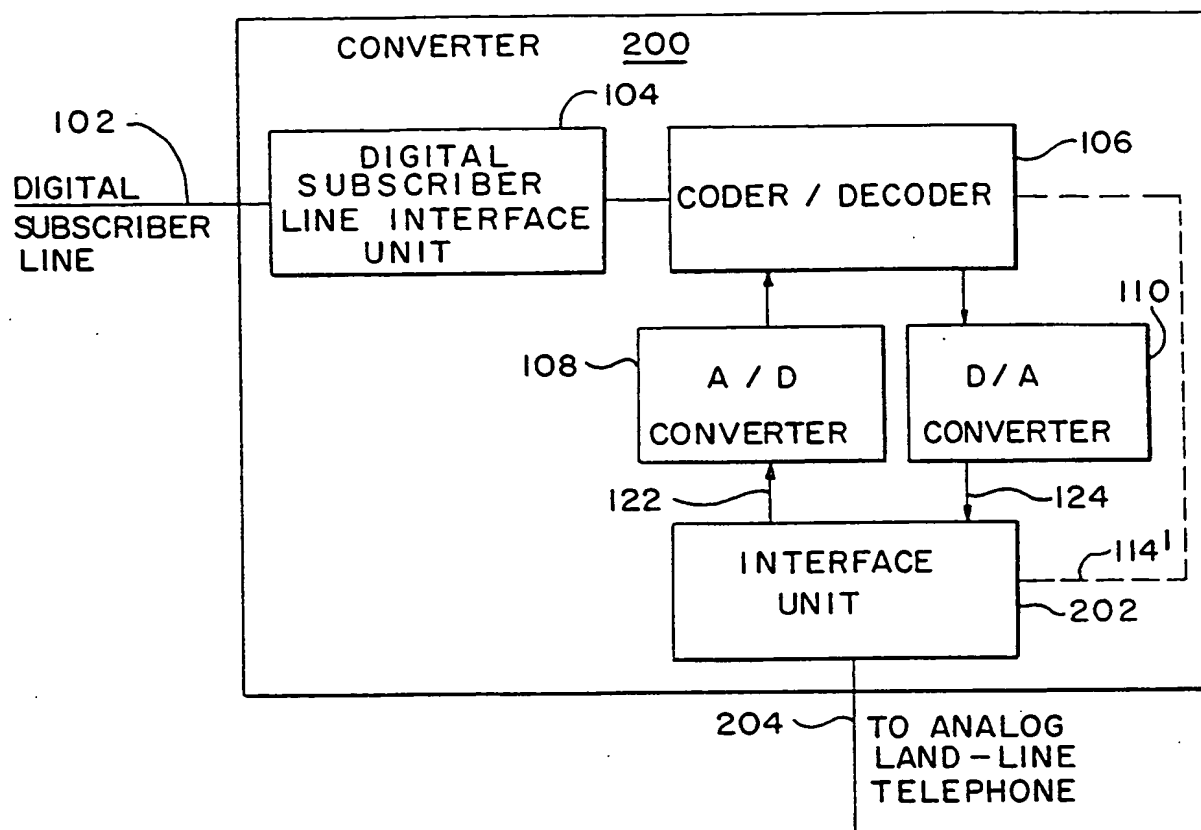 CONVERTER 200
102
104
DIGITAL
SUBSCRIBER
LINE
DIGITAL
SUBSCRIBER
LINE INTERFACE
UNIT
CODER / DECODER
106
108
A / D
CONVERTER
D/A
CONVERTER
110
122
124
INTERFACE
UNIT
114'
202
204
TO ANALOG
LAND-LINE
TELEPHONE